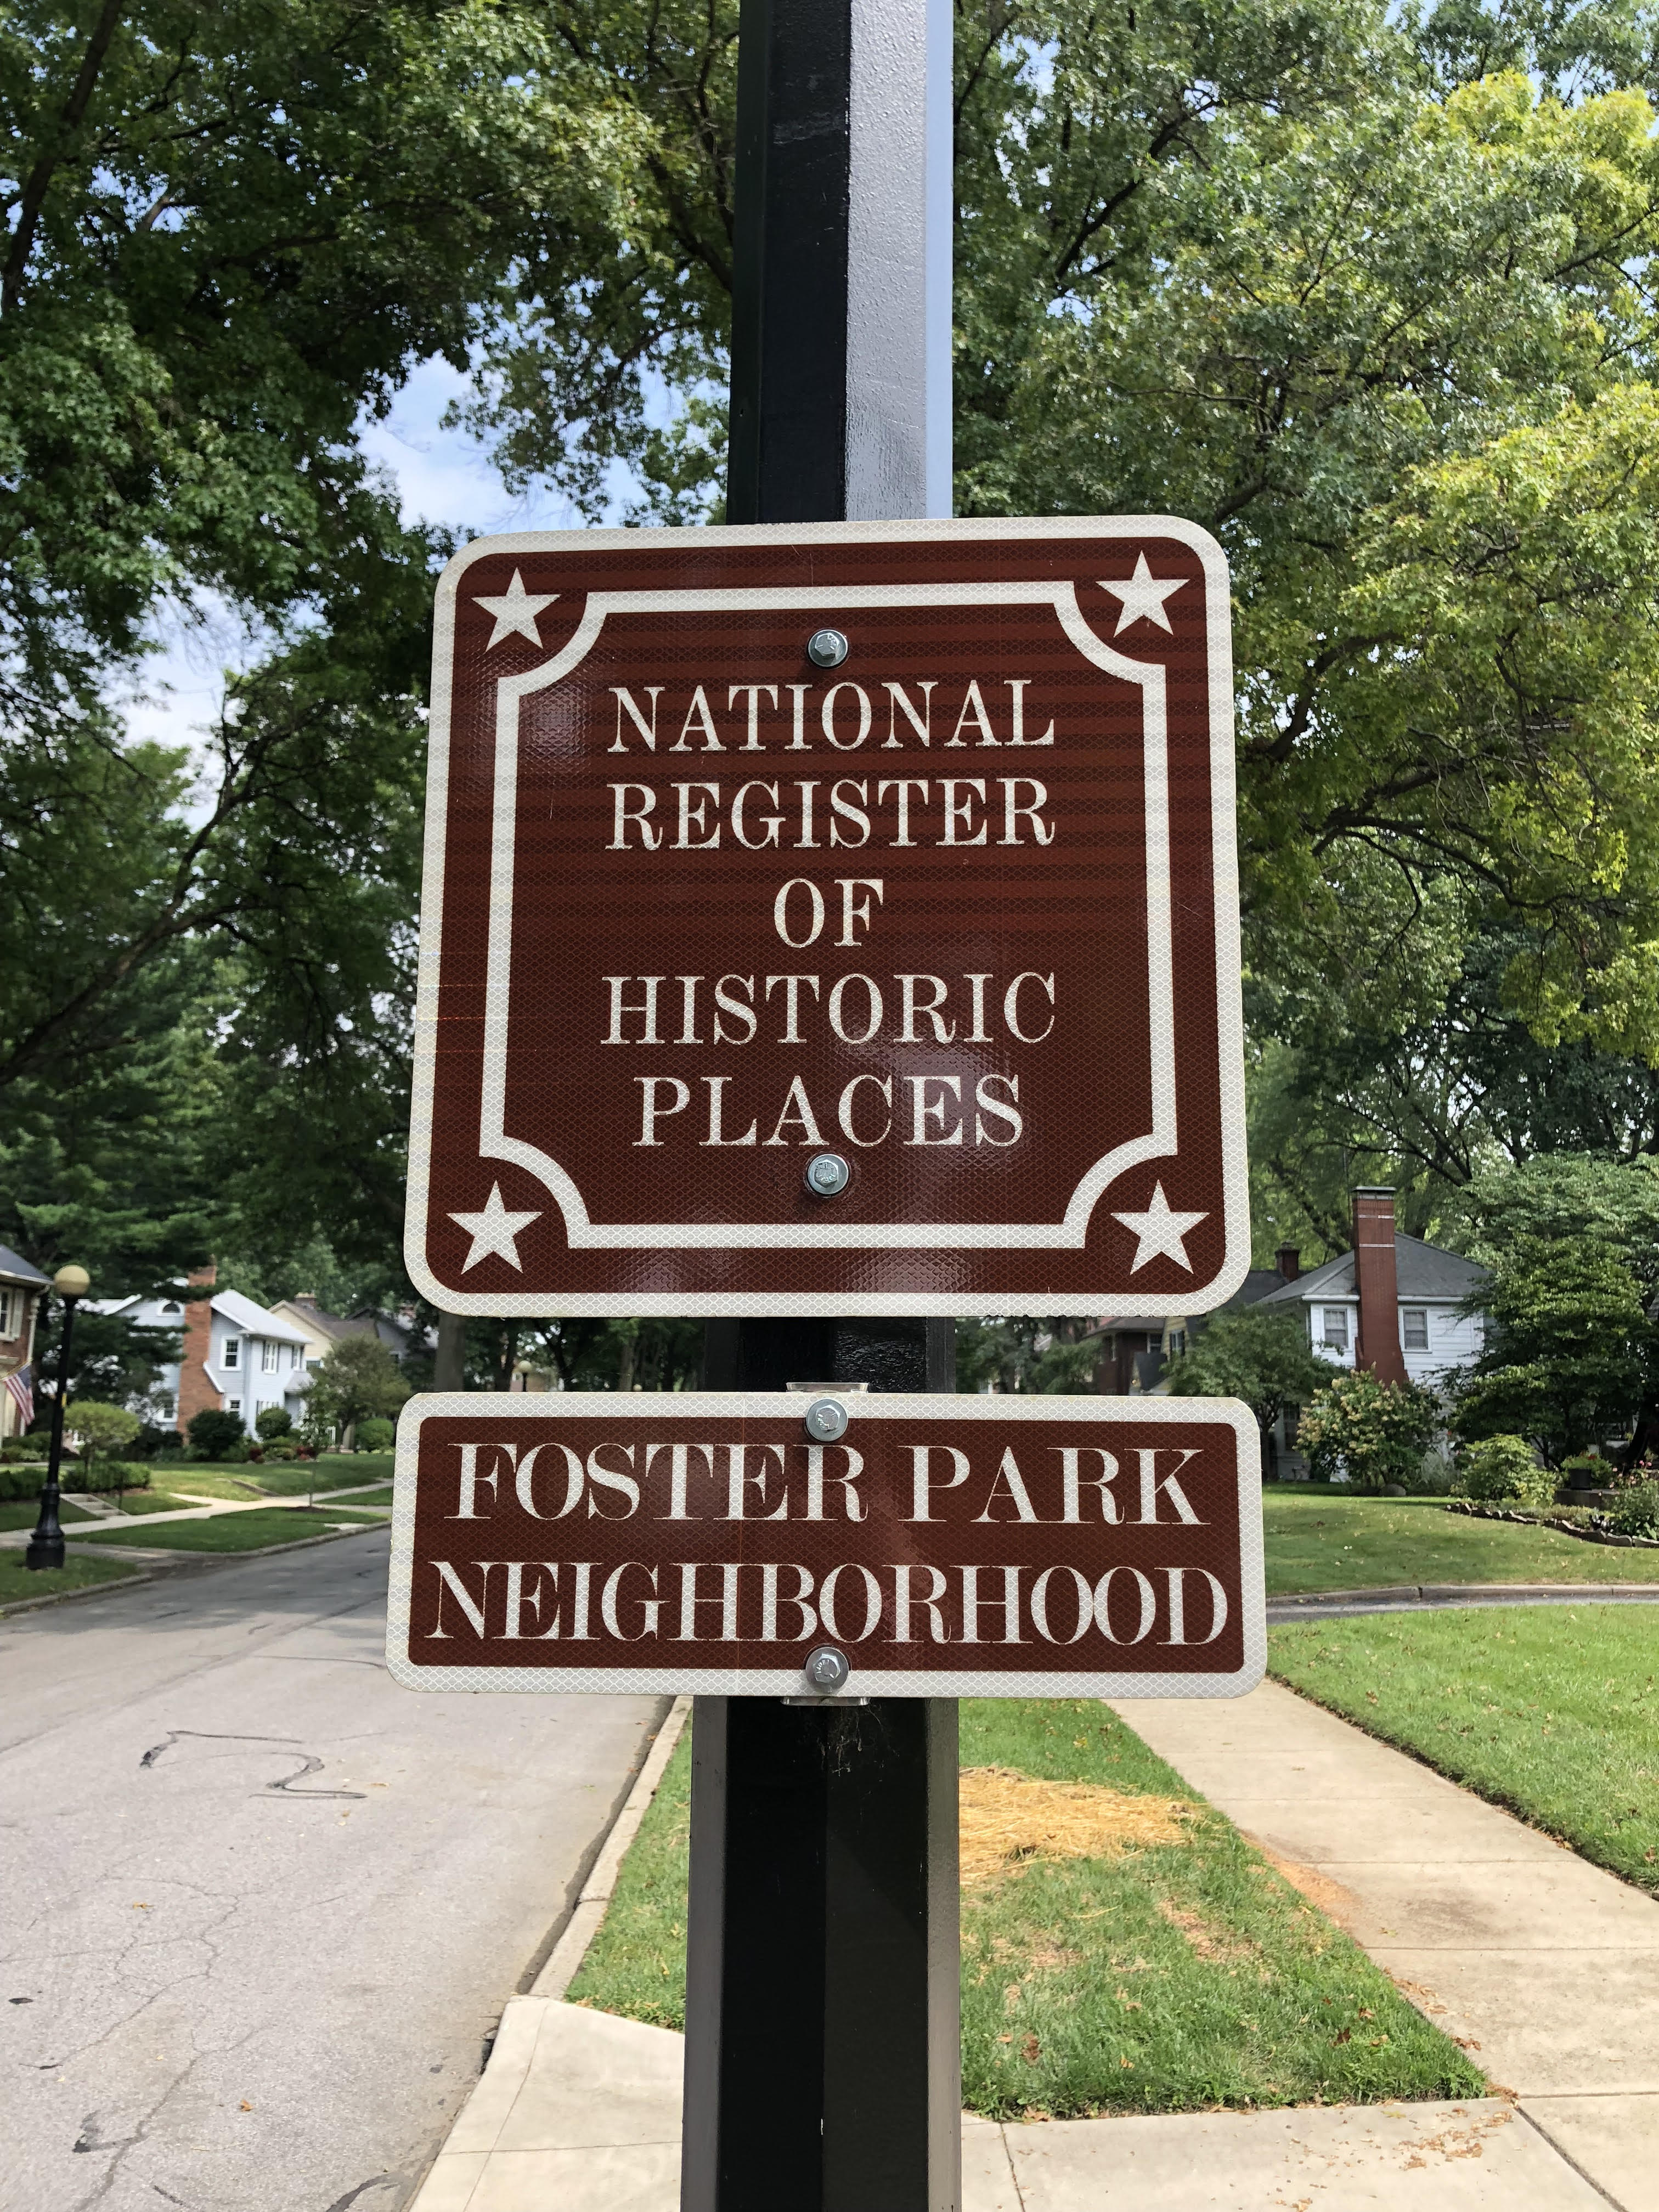 NATIONAL
REGISTER
OF
HISTORIC
PLACES
FOSTER PARK
NEIGHBORHOOD